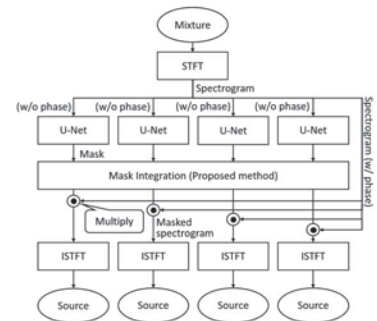 Mixture
STFT
Spectrogram
(w/o phase) (w/o phase) (w/o phase) (w/o phase)
U-Net U-Net U-Net U-Net
Spectrogram (w/ phase)
Mask
Mask Integration (Proposed method)
Multiply
Masked
spectrogram
ISTFT ISTFT ISTFT ISTFT
Source Source Source Source